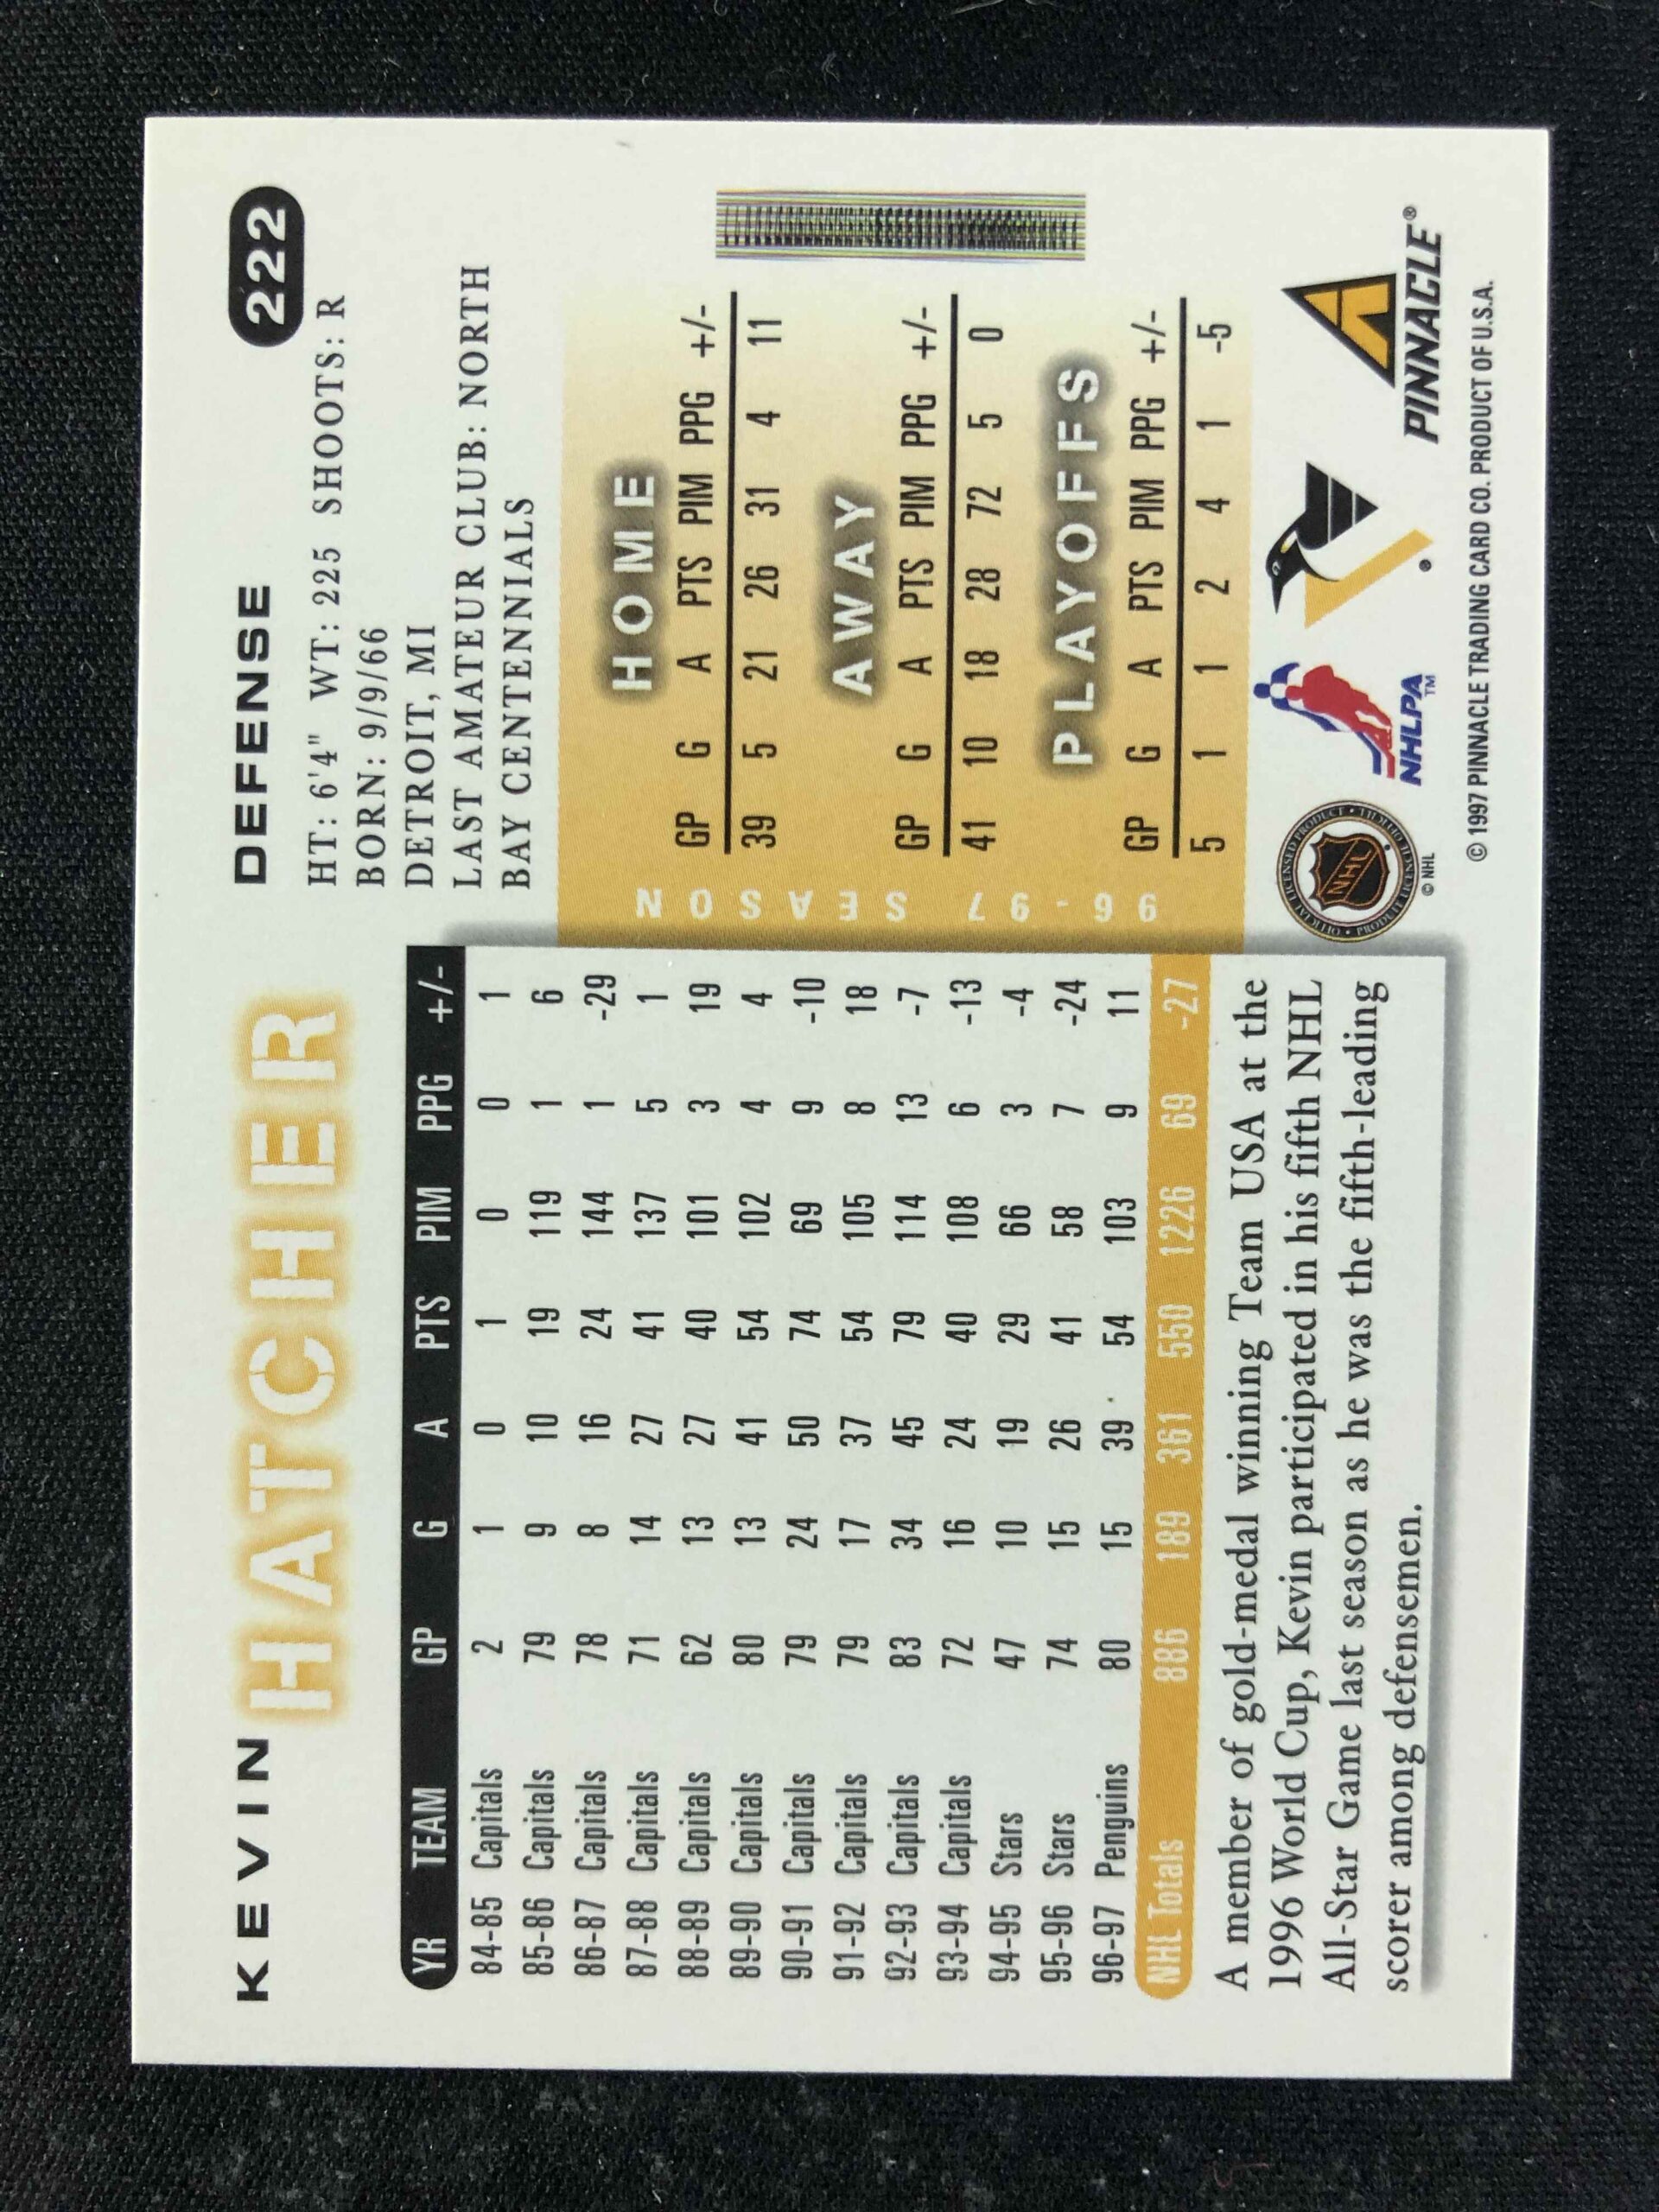 KEVIN HATCHER DEFENSE 222
HT: 6'4" WT: 225 SHOOTS: R
BORN: 9/9/66
DETROIT, MI
LAST AMATEUR CLUB: NORTH
BAY CENTENNIALS
YR TEAM GP G A PTS PIM PPG +/-
84-85 Capitals 2 1 0 1 0 0 1
85-86 Capitals 79 9 10 19 119 1 6
86-87 Capitals 78 8 16 24 144 1 -29
87-88 Capitals 71 14 27 41 137 5 1
88-89 Capitals 62 13 27 40 101 3 19
89-90 Capitals 80 13 41 54 102 4 4
90-91 Capitals 79 24 50 74 69 9 -10
91-92 Capitals 79 17 37 54 105 8 18
92-93 Capitals 83 34 45 79 114 13 -7
93-94 Capitals 72 16 24 40 108 6 -13
94-95 Stars 47 10 19 29 66 3 -4
95-96 Stars 74 15 26 41 58 7 -24
96-97 Penguins 80 15 39 54 103 9 11
NHL Totals 886 189 361 550 1226 69 -27
A member of gold-medal winning Team USA at the
1996 World Cup, Kevin participated in his fifth NHL
All-Star Game last season as he was the fifth-leading
scorer among defensemen.
96-97 SEASON
HOME
GP G A PTS PIM PPG +/-
39 5 21 26 31 4 11
AWAY
GP G A PTS PIM PPG +/-
41 10 18 28 72 5 0
PLAYOFFS
GP G A PTS PIM PPG +/-
5 1 1 2 4 1 -5
OFFICIAL LICENSED PRODUCT
NHL
© NHL
NHLPA™
PINNACLE®
© 1997 PINNACLE TRADING CARD CO. PRODUCT OF U.S.A.